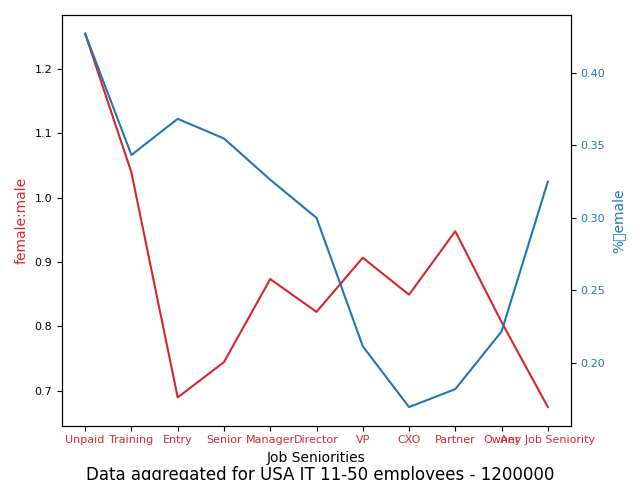 1.2
1.1
1.0
0.9
0.8
0.7
female:male
0.40
0.35
0.30
0.25
0.20
Unpaid Training Entry Senior Manager Director VP CXO Partner Owner Any Job Seniority
Job Seniorities
Data aggregated for USA IT 11-50 employees - 1200000